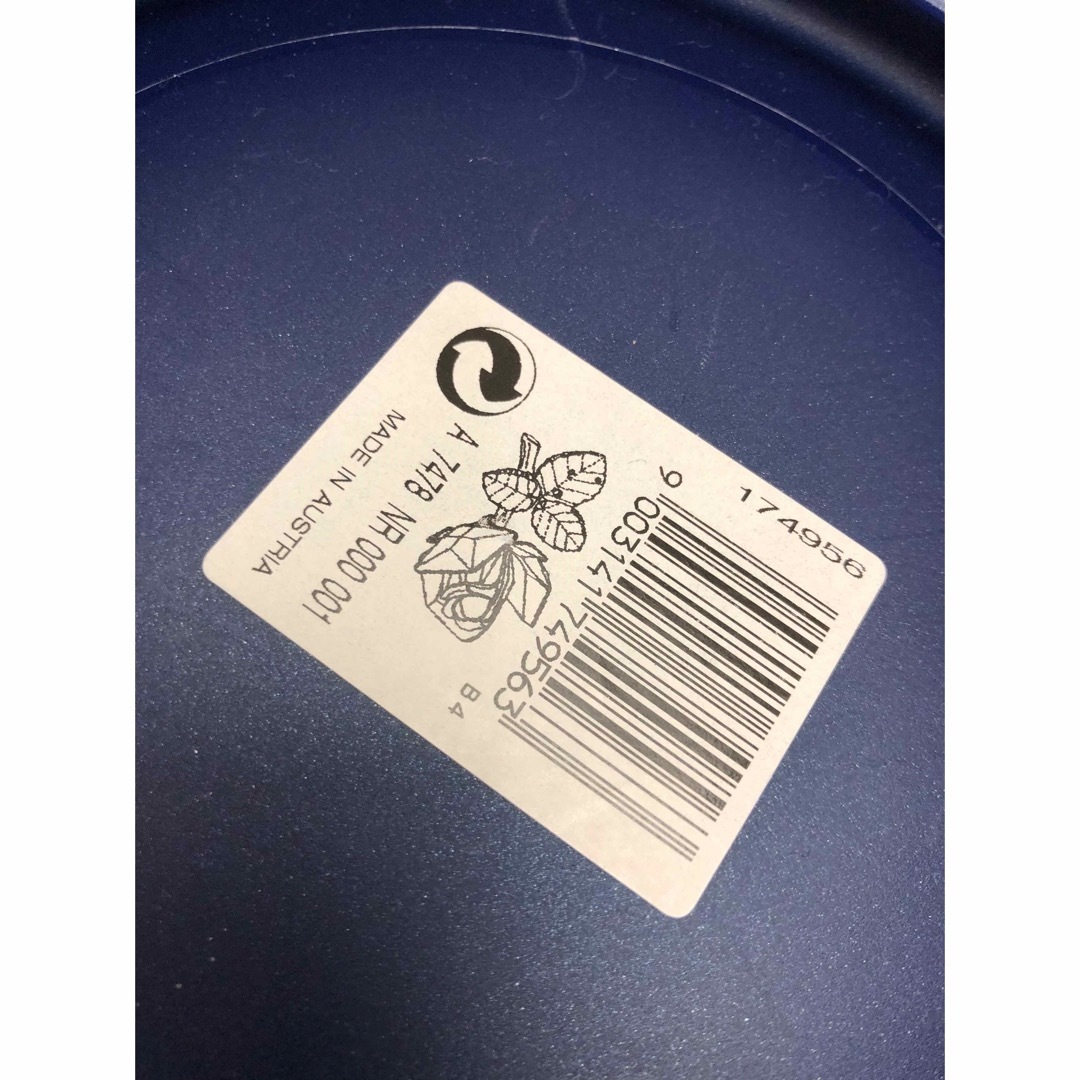 174956
9 003141 749563
B4
A 7478 NR 000 001
MADE IN AUSTRIA